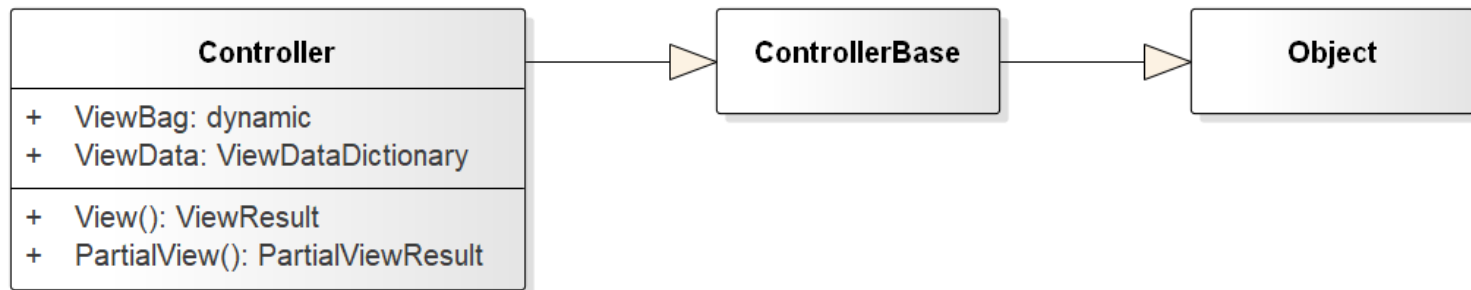 Controller
+ ViewBag: dynamic
+ ViewData: ViewDataDictionary
+ View(): ViewResult
+ PartialView(): PartialViewResult
ControllerBase
Object